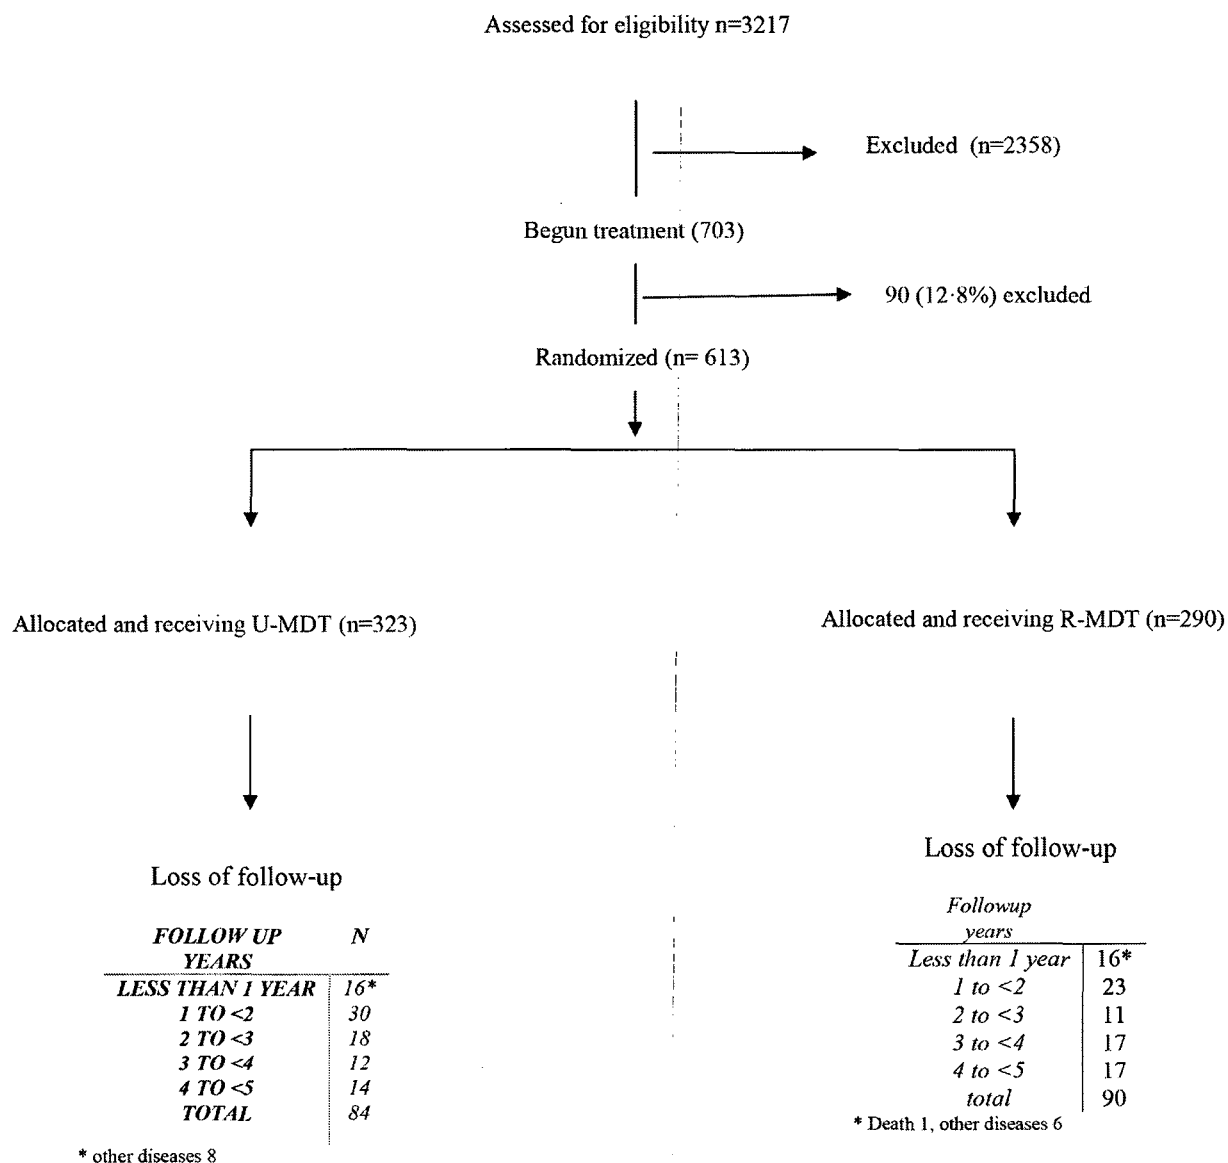 Assessed for eligibility n=3217
Excluded (n=2358)
Begun treatment (703)
90 (12·8%) excluded
Randomized (n= 613)
Allocated and receiving U-MDT (n=323)
Allocated and receiving R-MDT (n=290)
Loss of follow-up
FOLLOW UP N
YEARS
LESS THAN 1 YEAR 16*
1 TO <2 30
2 TO <3 18
3 TO <4 12
4 TO <5 14
TOTAL 84
* other diseases 8
Loss of follow-up
Followup
years
Less than 1 year 16*
1 to <2 23
2 to <3 11
3 to <4 17
4 to <5 17
total 90
* Death 1, other diseases 6